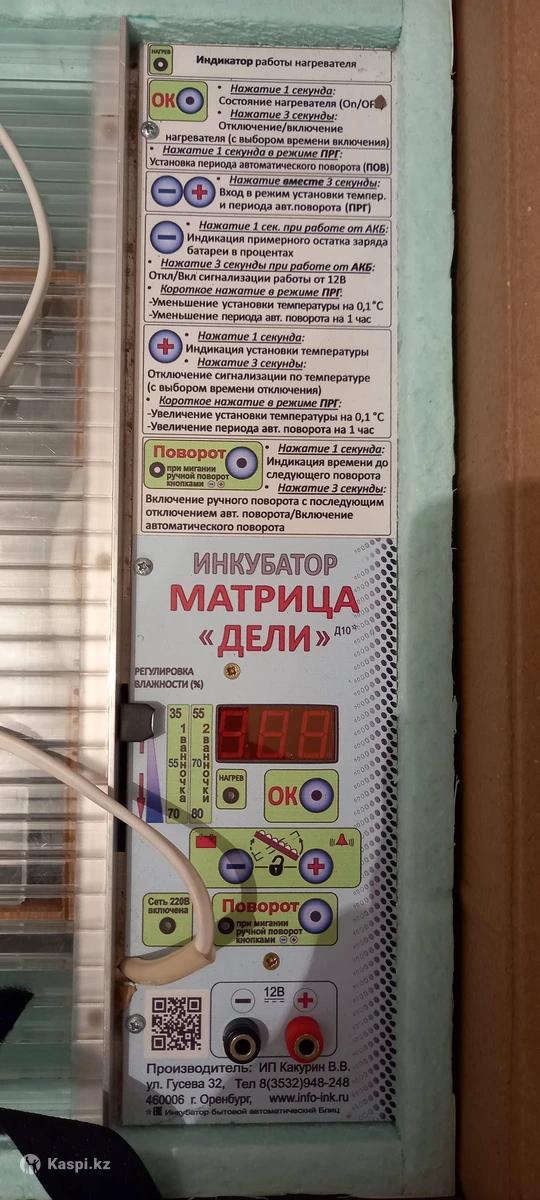 НАГРЕВ
Индикатор работы нагревателя
ОК
• Нажатие 1 секунда:
Состояние нагревателя (On/OF
• Нажатие 3 секунды:
Отключение/включение
нагревателя (с выбором времени включения)
• Нажатие 1 секунда в режиме ПРГ:
Установка периода автоматического поворота (ПОВ)
• Нажатие вместе 3 секунды:
Вход в режим установки темпер.
и периода авт.поворота (ПРГ)
• Нажатие 1 сек. при работе от АКБ:
Индикация примерного остатка заряда
батареи в процентах
• Нажатие 3 секунды при работе от АКБ:
Откл/Вкл сигнализации работы от 12В
• Короткое нажатие в режиме ПРГ:
-Уменьшение установки температуры на 0,1°С
-Уменьшение периода авт. поворота на 1 час
• Нажатие 1 секунда:
Индикация установки температуры
• Нажатие 3 секунды:
Отключение сигнализации по температуре
(с выбором времени отключения)
• Короткое нажатие в режиме ПРГ:
-Увеличение установки температуры на 0,1 °С
-Увеличение периода авт. поворота на 1 час
Поворот
при мигании
ручной поворот
кнопками ⊖⊕
• Нажатие 1 секунда:
Индикация времени до
следующего поворота
• Нажатие 3 секунды:
Включение ручного поворота с последующим
отключением авт. поворота/Включение
автоматического поворота
ИНКУБАТОР
МАТРИЦА
«ДЕЛИ» Д10☆
РЕГУЛИРОВКА
ВЛАЖНОСТИ (%)
35 55
1 ванночка
2 ванночки
55 70
70 80
НАГРЕВ
ОК
Сеть 220В
включена
Поворот
при мигании
ручной поворот
кнопками ⊖⊕
− 12В +
Производитель: ИП Какурин В.В.
ул. Гусева 32, Тел 8(3532)948-248
460006 г. Оренбург, www.info-ink.ru
☆ EAC Инкубатор бытовой автоматический Блиц
Kaspi.kz